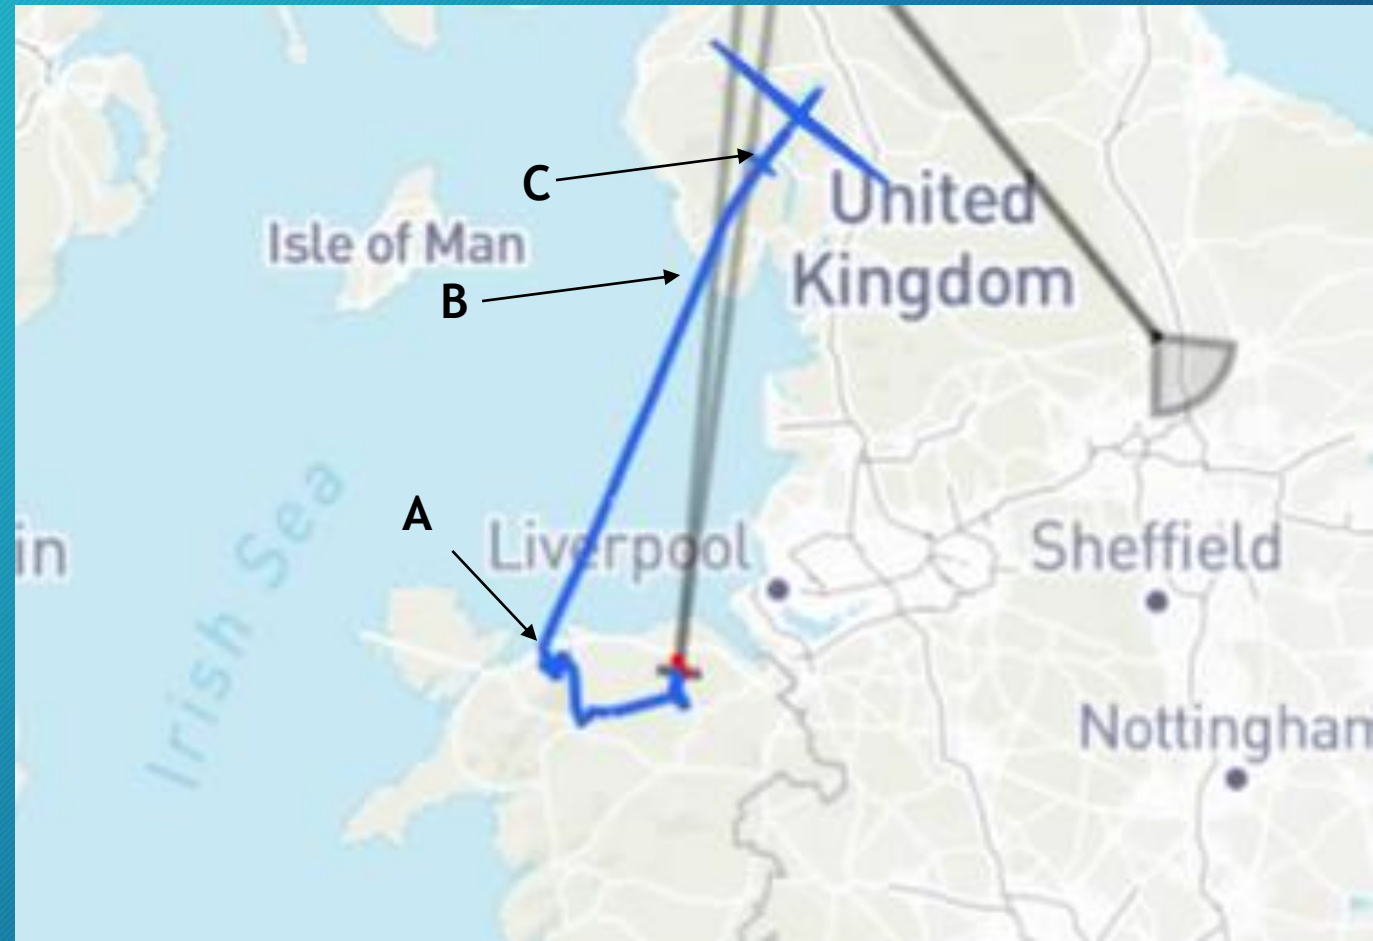 C
United
Kingdom
Isle of Man
B
A
Irish Sea
Liverpool
Sheffield
in
Nottingham